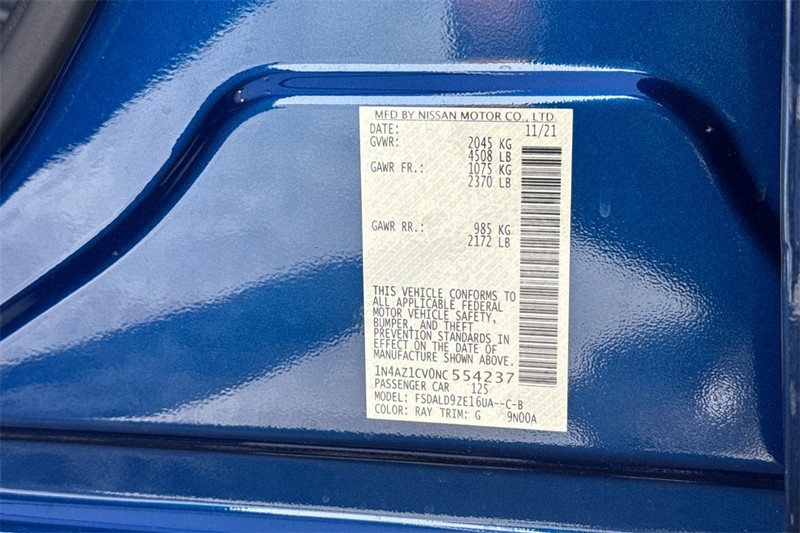 MFD BY NISSAN MOTOR CO., LTD.
DATE: 11/21
GVWR: 2045 KG
4508 LB
GAWR FR.: 1075 KG
2370 LB
GAWR RR.: 985 KG
2172 LB
THIS VEHICLE CONFORMS TO
ALL APPLICABLE FEDERAL
MOTOR VEHICLE SAFETY,
BUMPER, AND THEFT
PREVENTION STANDARDS IN
EFFECT ON THE DATE OF
MANUFACTURE SHOWN ABOVE.
1N4AZ1CV0NC554237
PASSENGER CAR 125
MODEL: FSDALD9ZE16UA--C-B
COLOR: RAY TRIM: G 9N00A